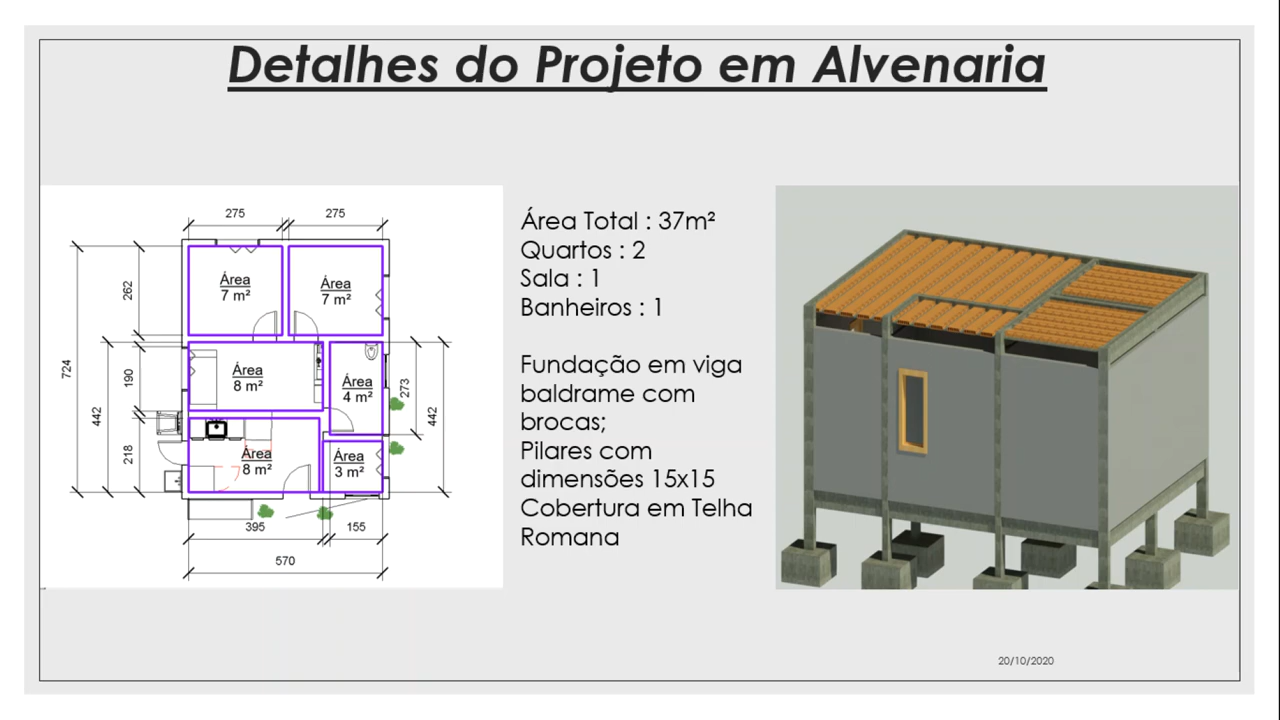 Detalhes do Projeto em Alvenaria
275
275
Área
7 m²
Área
7 m²
262
724
190
Área
8 m²
Área
4 m²
273
442
442
218
Área
8 m²
Área
3 m²
395
155
570
Área Total : 37m²
Quartos : 2
Sala : 1
Banheiros : 1
Fundação em viga
baldrame com
brocas;
Pilares com
dimensões 15x15
Cobertura em Telha
Romana
20/10/2020